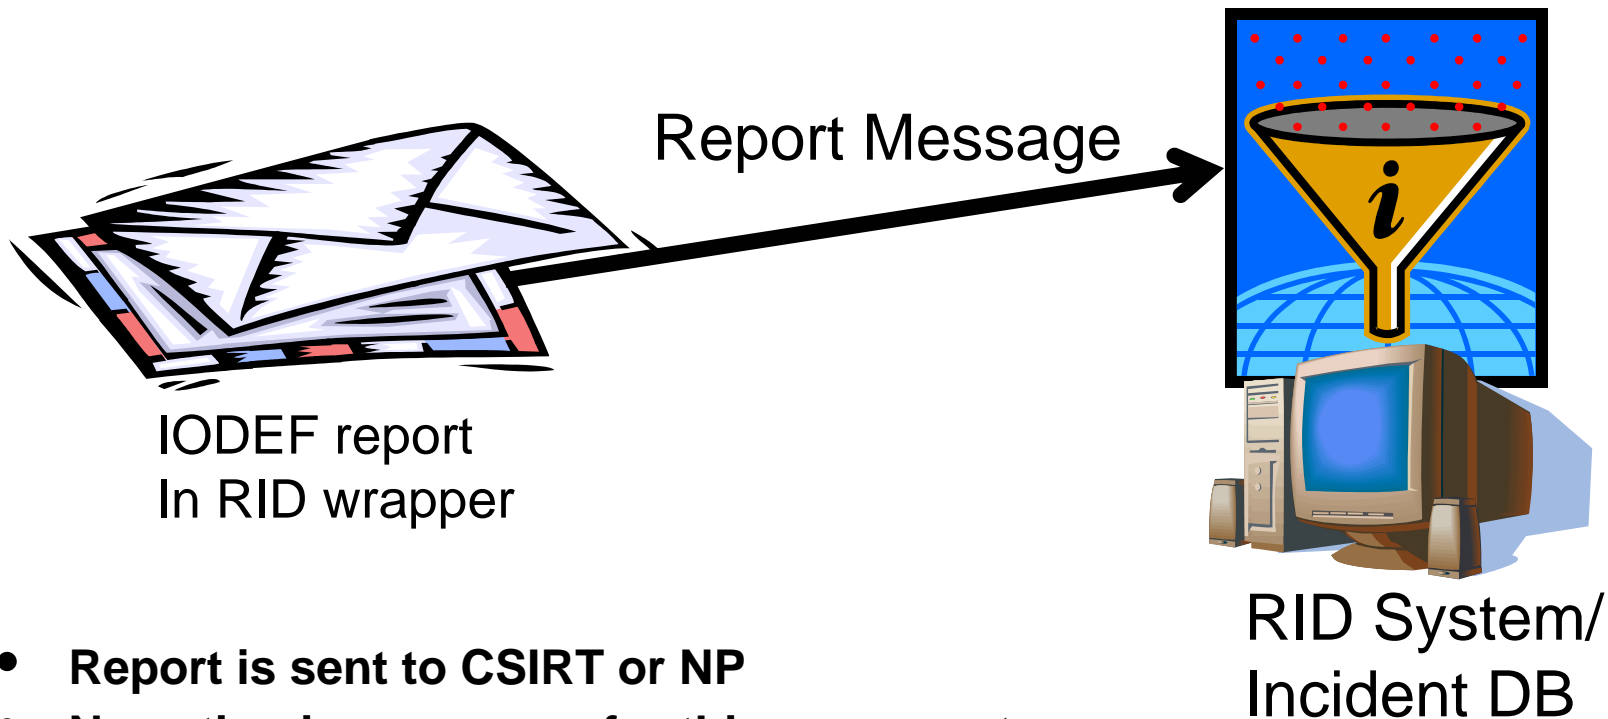 Report Message
i
IODEF report
In RID wrapper
RID System/
Incident DB
• Report is sent to CSIRT or NP